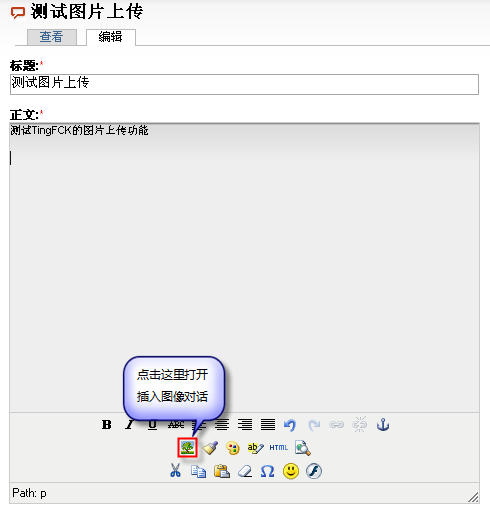 测试图片上传
查看
编辑
标题:*
测试图片上传
正文:*
测试TingFCK的图片上传功能
点击这里打开
插入图像对话
B I U ABC
HTML
Path: p